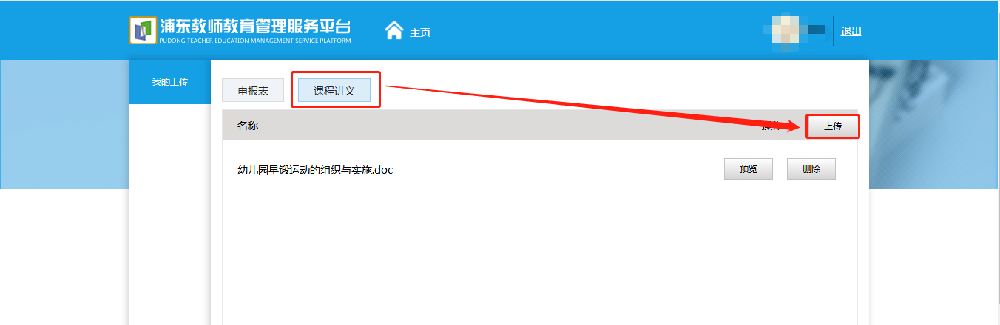 浦东教师教育管理服务平台
PUDONG TEACHER EDUCATION MANAGEMENT SERVICE PLATFORM
主页
退出
我的上传
申报表
课程讲义
名称
操作
上传
幼儿园早锻运动的组织与实施.doc
预览
删除